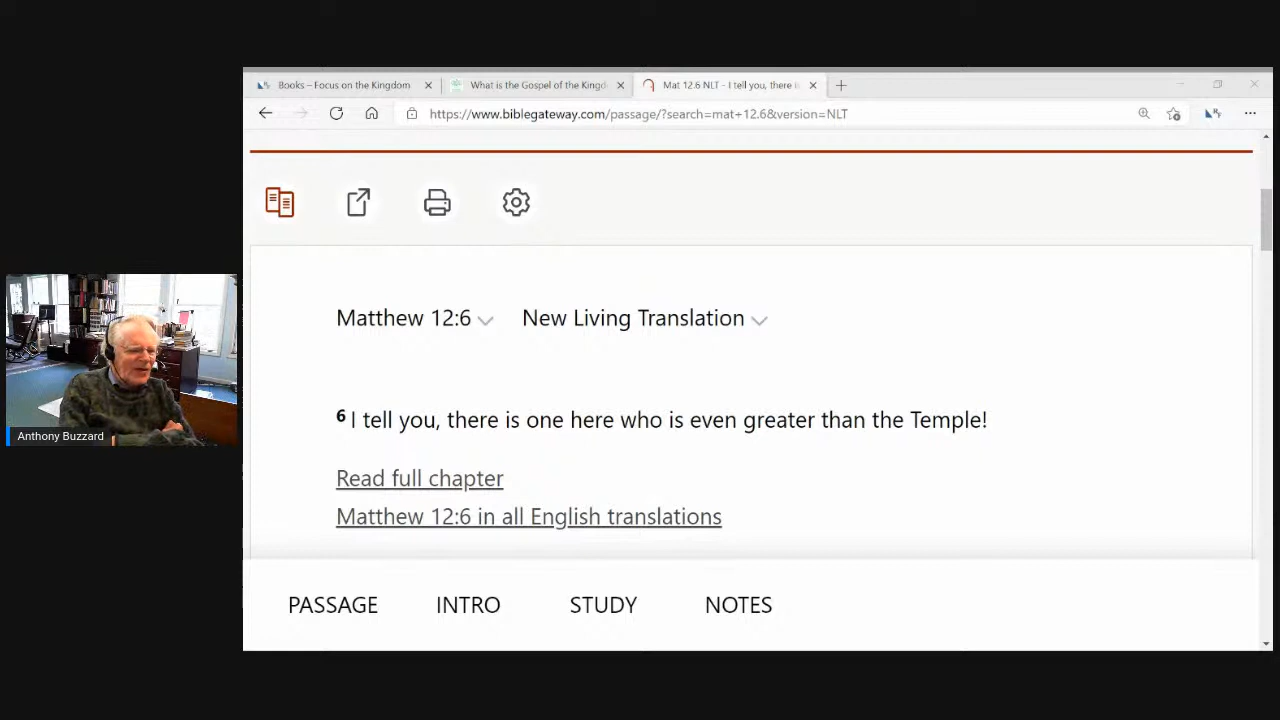 Books – Focus on the Kingdom
What is the Gospel of the Kingd
Mat 12.6 NLT - I tell you, there i
https://www.biblegateway.com/passage/?search=mat+12.6&version=NLT
Matthew 12:6
New Living Translation
6 I tell you, there is one here who is even greater than the Temple!
Read full chapter
Matthew 12:6 in all English translations
PASSAGE
INTRO
STUDY
NOTES
Anthony Buzzard